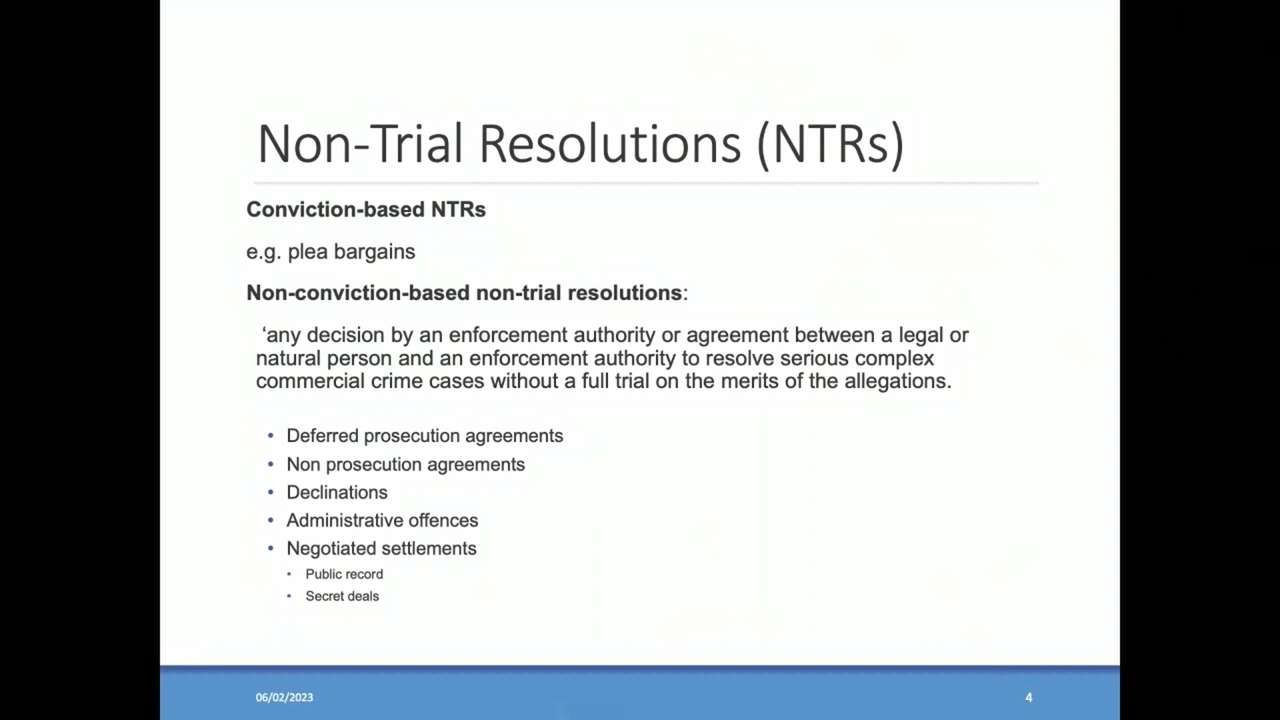 Non-Trial Resolutions (NTRs)
Conviction-based NTRs
e.g. plea bargains
Non-conviction-based non-trial resolutions:
‘any decision by an enforcement authority or agreement between a legal or
natural person and an enforcement authority to resolve serious complex
commercial crime cases without a full trial on the merits of the allegations.
• Deferred prosecution agreements
• Non prosecution agreements
• Declinations
• Administrative offences
• Negotiated settlements
• Public record
• Secret deals
06/02/2023
4